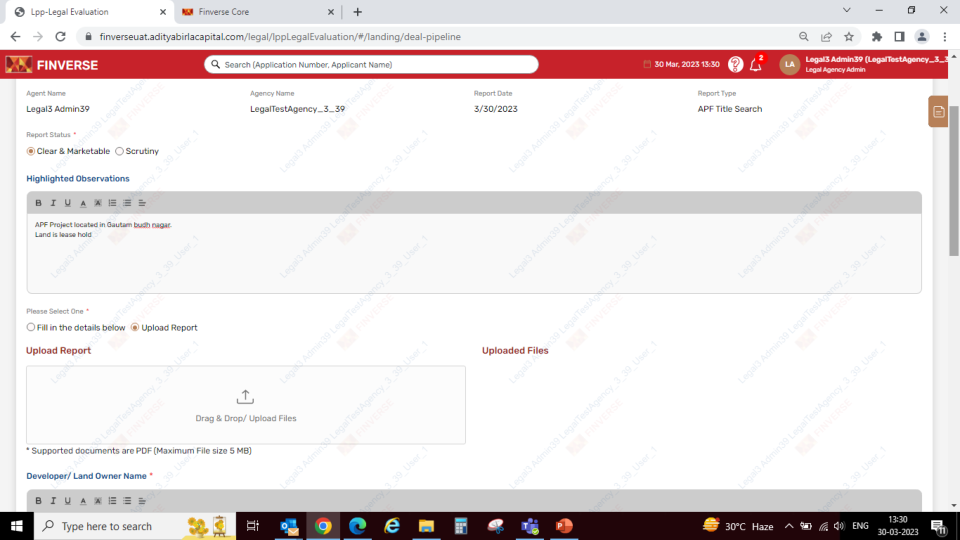 Lpp-Legal Evaluation
Finverse Core
finverseuat.adityabirlacapital.com/legal/lppLegalEvaluation/#/landing/deal-pipeline
FINVERSE
Search (Application Number, Applicant Name)
30 Mar, 2023 13:30
2
LA
Legal3 Admin39 (LegalTestAgency_3_3
Legal Agency Admin
Agent Name
Agency Name
Report Date
Report Type
Legal3 Admin39
LegalTestAgency_3_39
3/30/2023
APF Title Search
Report Status *
Clear & Marketable
Scrutiny
Highlighted Observations
B I U A A
APF Project located in Gautam budh nagar.
Land is lease hold
Please Select One *
Fill in the details below
Upload Report
Upload Report
Uploaded Files
Drag & Drop/ Upload Files
* Supported documents are PDF (Maximum File size 5 MB)
Developer/ Land Owner Name *
B I U A A
Legal3 Admin39 LegalTestAgency_3_39_User_1
FINVERSE
Type here to search
30°C Haze
ENG
13:30
30-03-2023
11